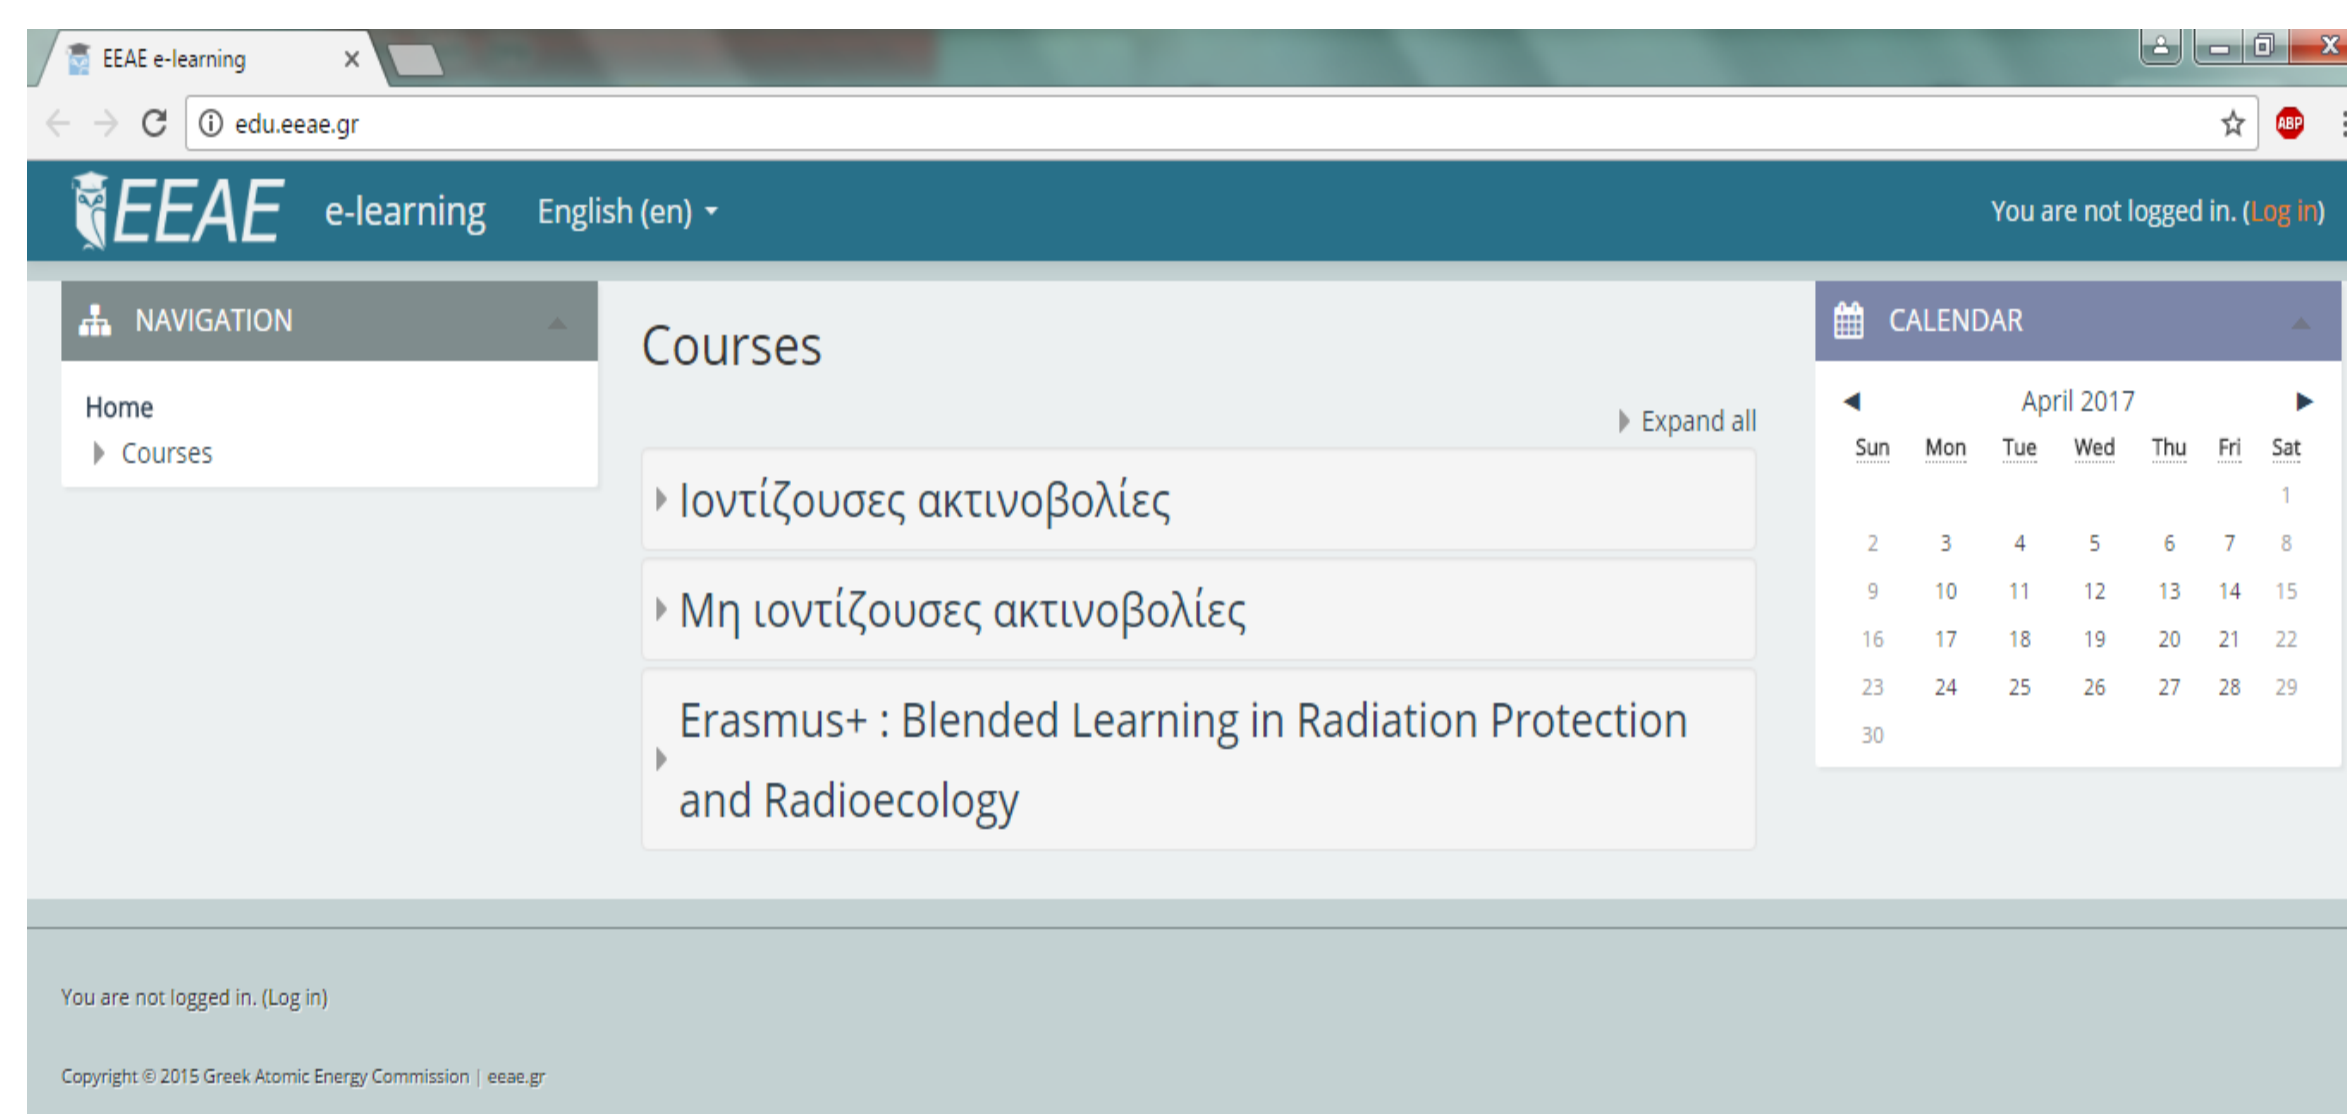 EEAE e-learning
edu.eeae.gr
ABP
EEAE e-learning English (en)
You are not logged in. (Log in)
NAVIGATION
Home
Courses
Courses
Expand all
Ιοντίζουσες ακτινοβολίες
Μη ιοντίζουσες ακτινοβολίες
Erasmus+ : Blended Learning in Radiation Protection
and Radioecology
CALENDAR
April 2017
Sun Mon Tue Wed Thu Fri Sat
1
2 3 4 5 6 7 8
9 10 11 12 13 14 15
16 17 18 19 20 21 22
23 24 25 26 27 28 29
30
You are not logged in. (Log in)
Copyright © 2015 Greek Atomic Energy Commission | eeae.gr